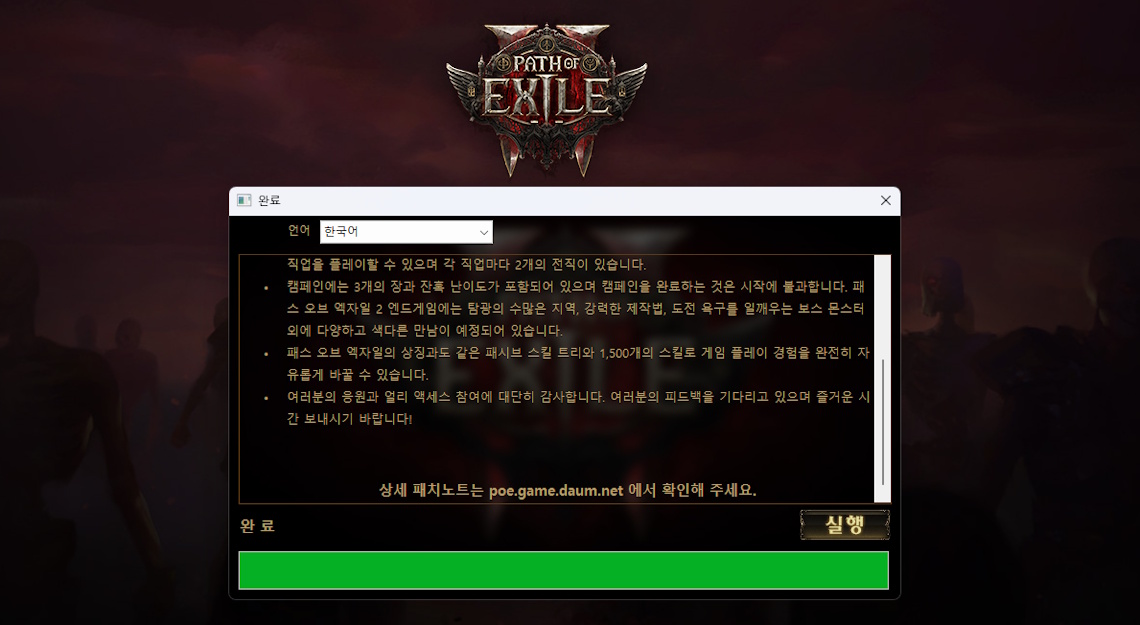 PATH OF
EXILE
II
완료
언어 한국어
직업을 플레이할 수 있으며 각 직업마다 2개의 전직이 있습니다.
• 캠페인에는 3개의 장과 잔혹 난이도가 포함되어 있으며 캠페인을 완료하는 것은 시작에 불과합니다. 패
스 오브 엑자일 2 엔드게임에는 탐광의 수많은 지역, 강력한 제작법, 도전 욕구를 일깨우는 보스 몬스터
외에 다양하고 색다른 만남이 예정되어 있습니다.
• 패스 오브 엑자일의 상징과도 같은 패시브 스킬 트리와 1,500개의 스킬로 게임 플레이 경험을 완전히 자
유롭게 바꿀 수 있습니다.
• 여러분의 응원과 얼리 액세스 참여에 대단히 감사합니다. 여러분의 피드백을 기다리고 있으며 즐거운 시
간 보내시기 바랍니다!
상세 패치노트는 poe.game.daum.net 에서 확인해 주세요.
완 료
실행